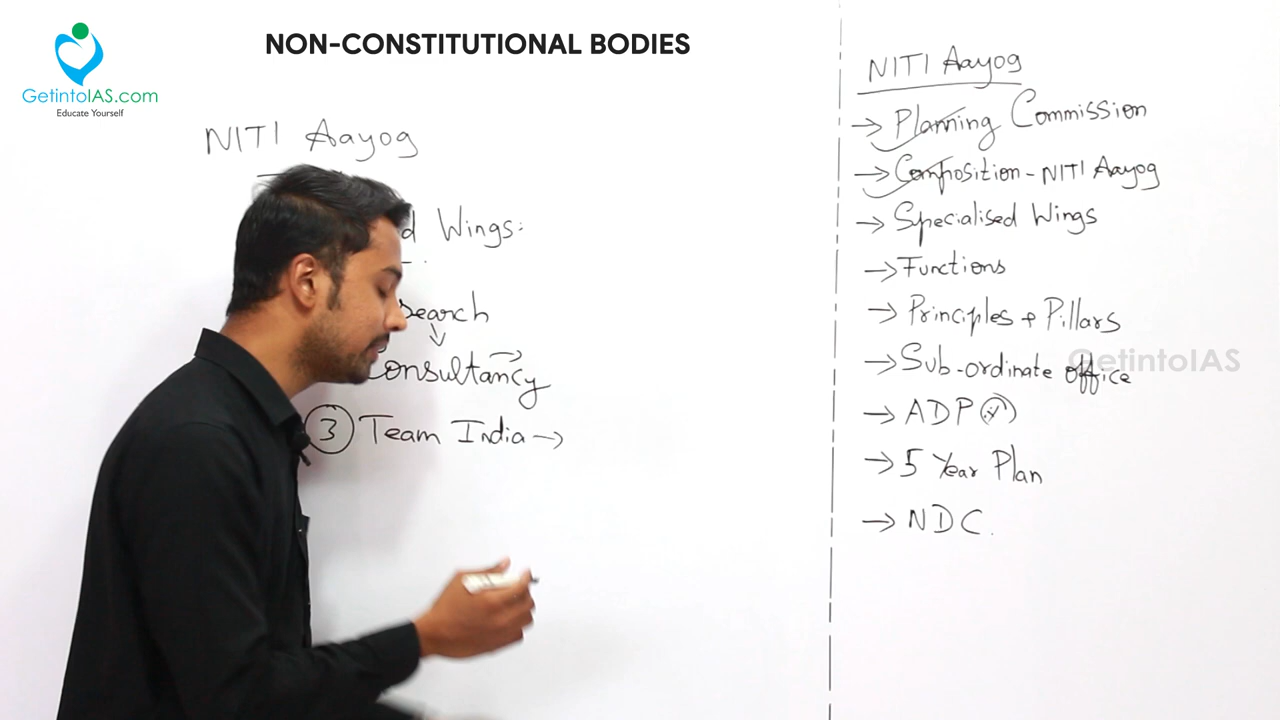 NON-CONSTITUTIONAL BODIES
GetintoIAS.com
Educate Yourself
NITI Aayog
d Wings:
search
Consultancy
3 Team India →
NITI Aayog
→ Planning Commission
→ Composition - NITI Aayog
→ Specialised Wings
→ Functions
→ Principles + Pillars
→ Sub-ordinate office
GetintoIAS
→ ADP
→ 5 Year Plan
→ NDC.